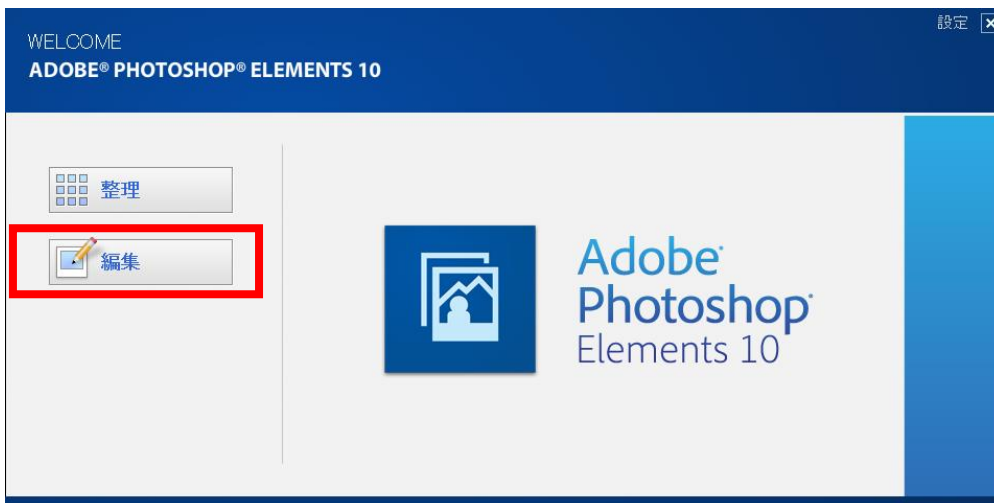 設定
WELCOME
ADOBE® PHOTOSHOP® ELEMENTS 10
整理
編集
Adobe®
Photoshop®
Elements 10